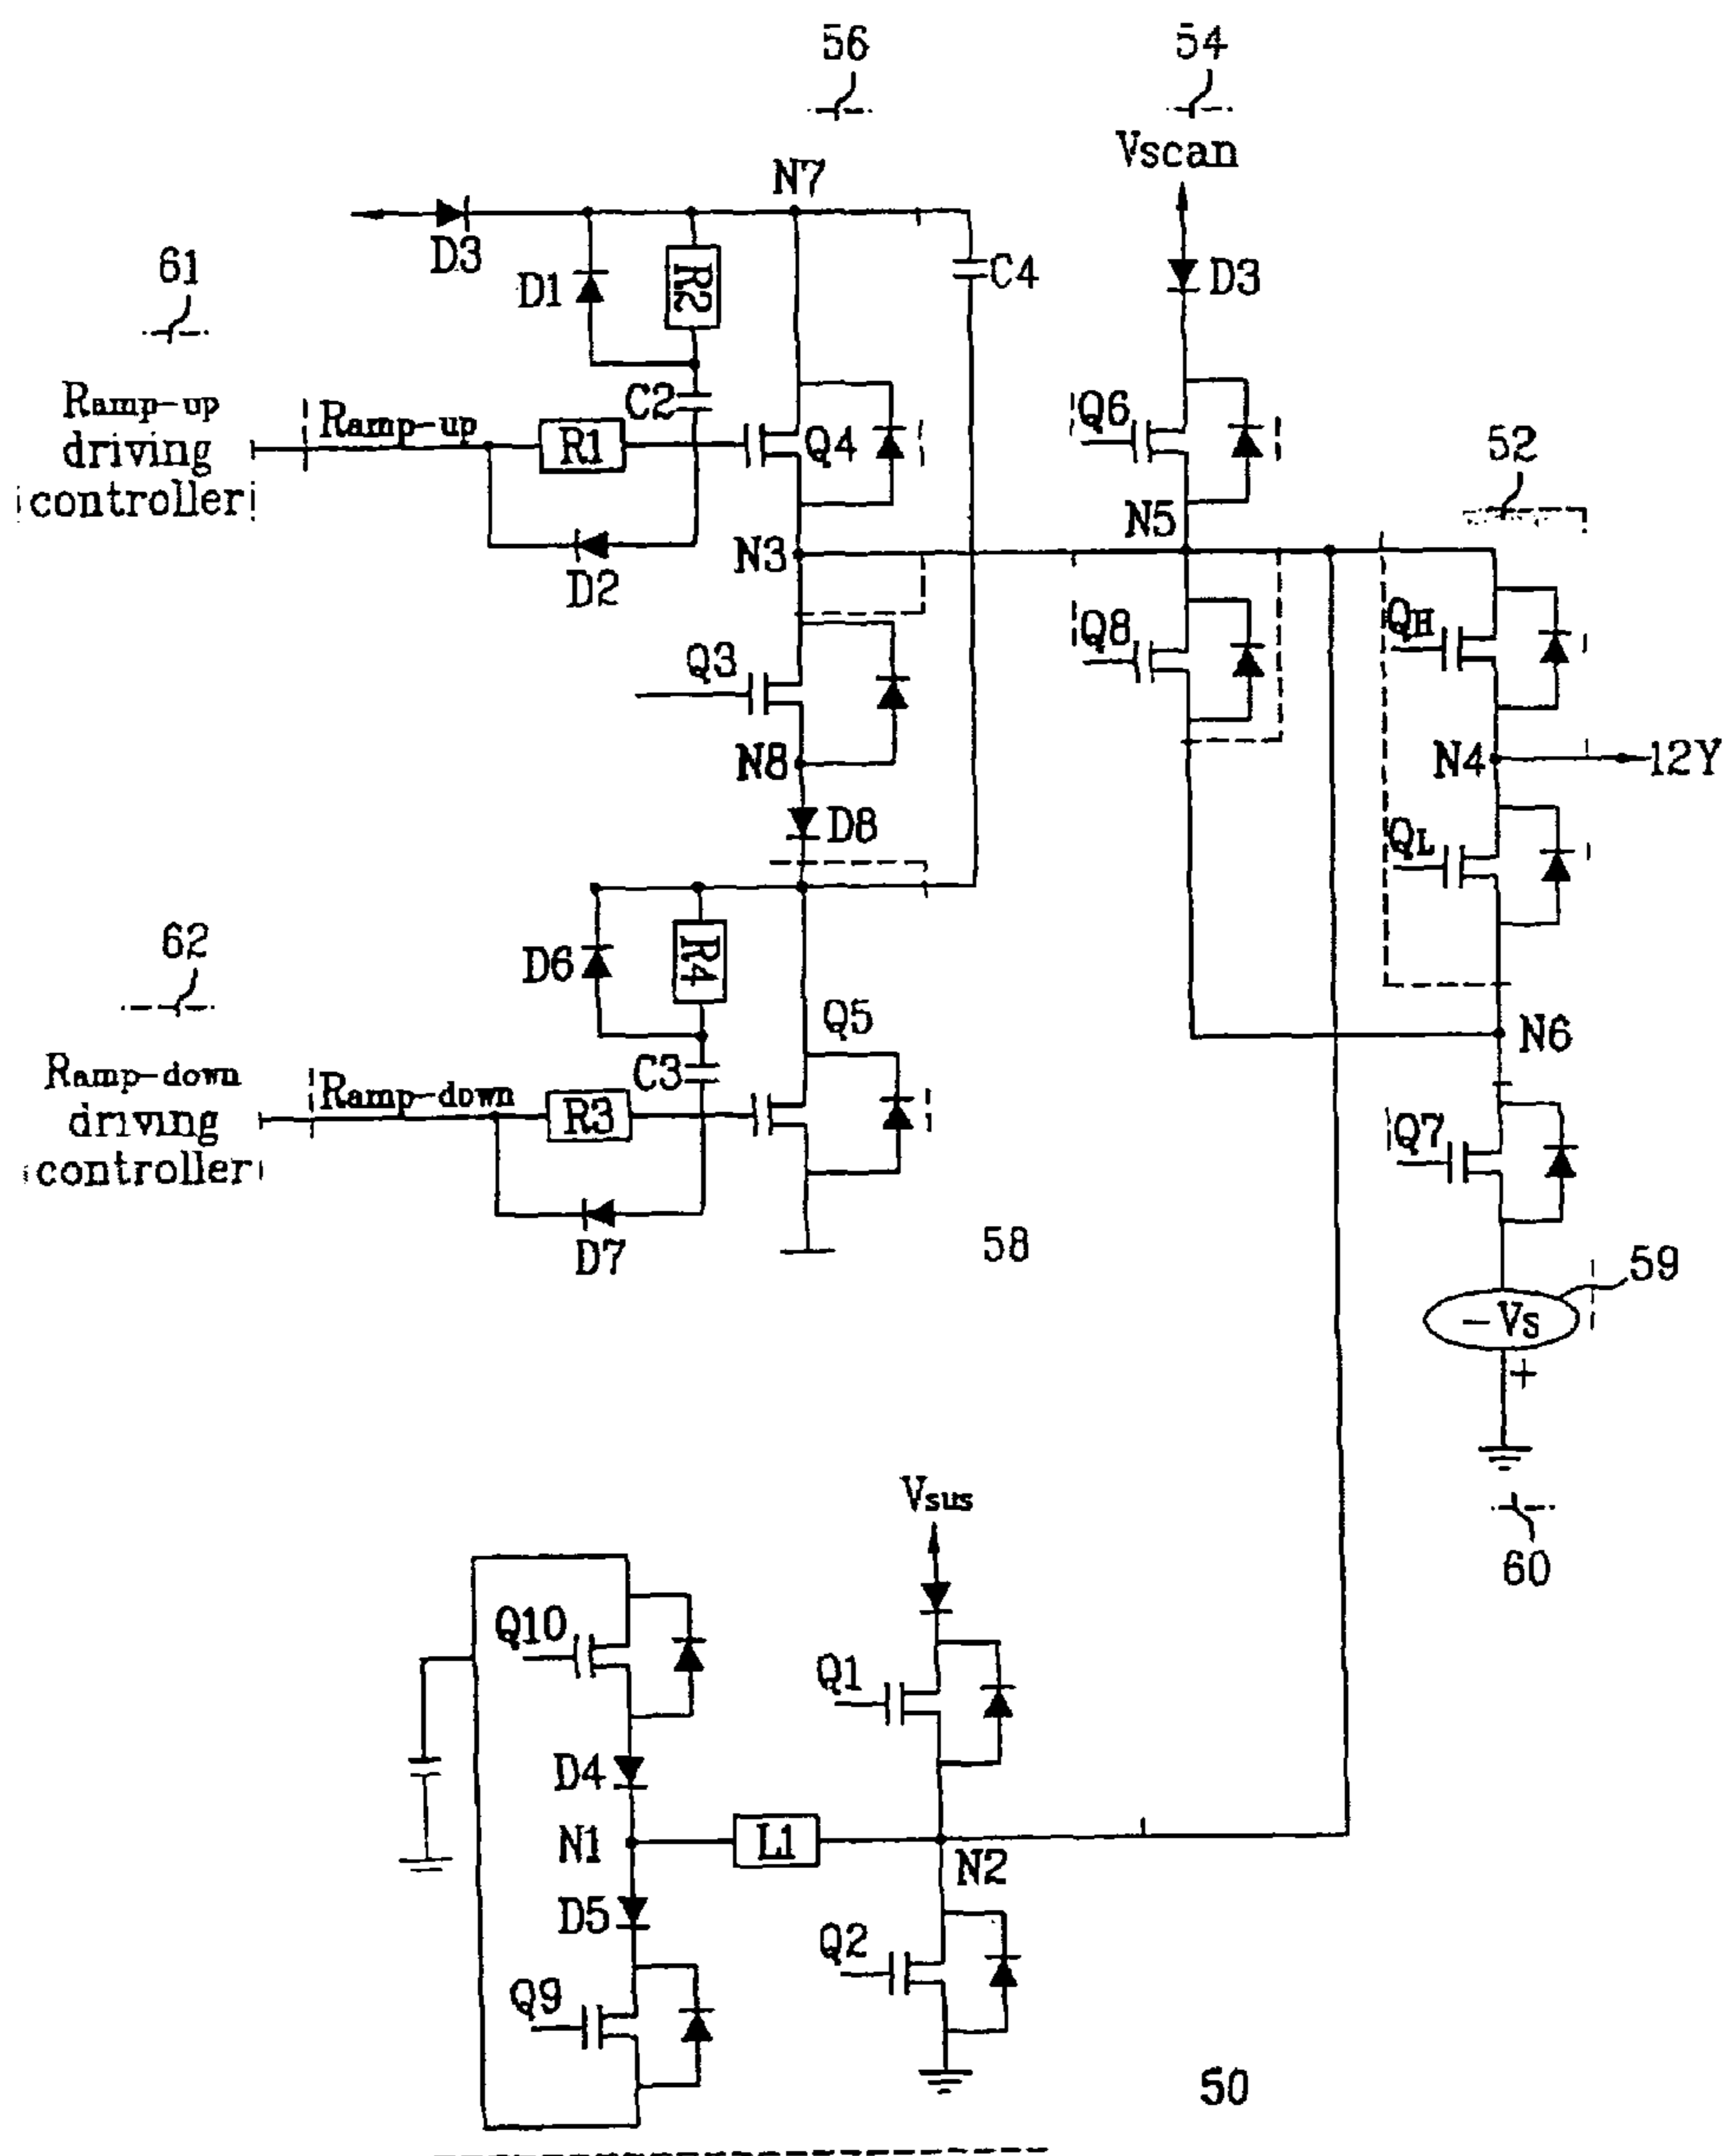 56
54
Vscan
N7
D3
61
D1
R2
C4
D3
Ramp-up
driving
controller
Ramp-up
C2
R1
Q4
Q6
52
N5
N3
D2
QH
Q8
Q3
N8
N4
12Y
D8
QL
62
D6
R4
Q5
N6
Ramp-down
driving
controller
Ramp-down
C3
R3
Q7
D7
58
59
-Vs
+
Vsus
60
Q10
Q1
D4
N1
L1
N2
D5
Q2
Q9
50